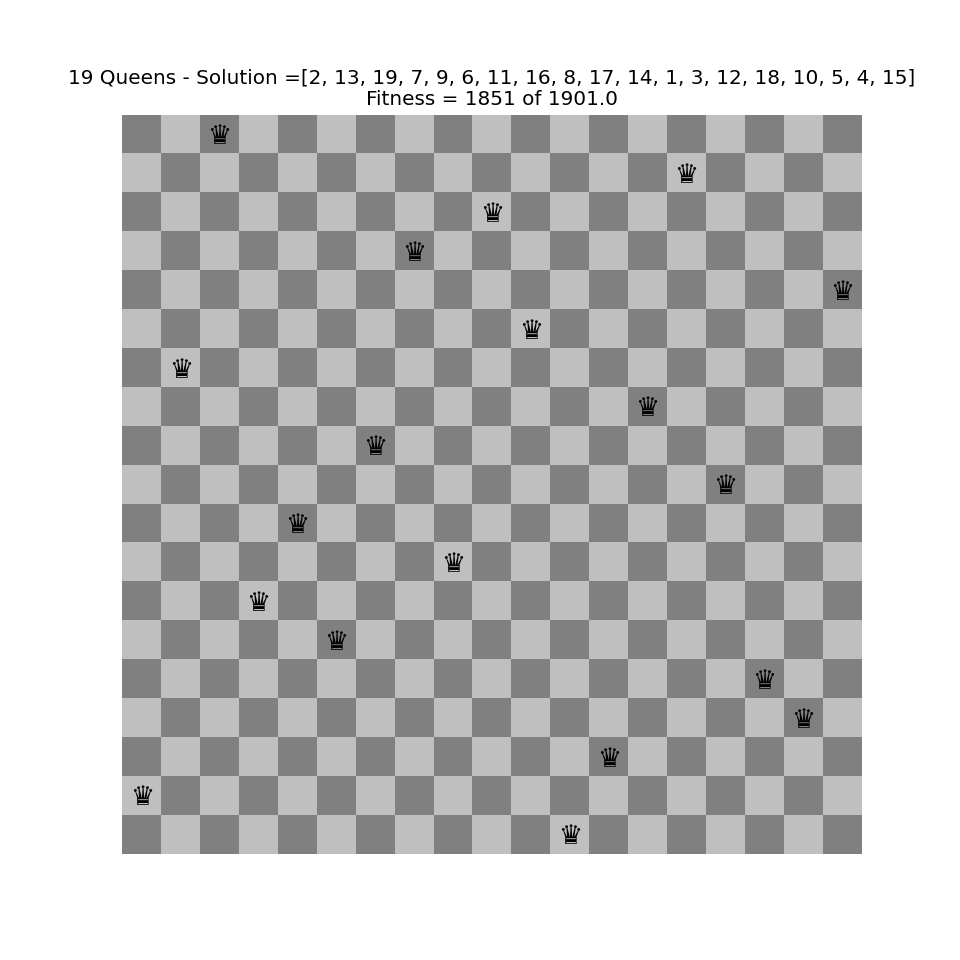 19 Queens - Solution =[2, 13, 19, 7, 9, 6, 11, 16, 8, 17, 14, 1, 3, 12, 18, 10, 5, 4, 15]
Fitness = 1851 of 1901.0